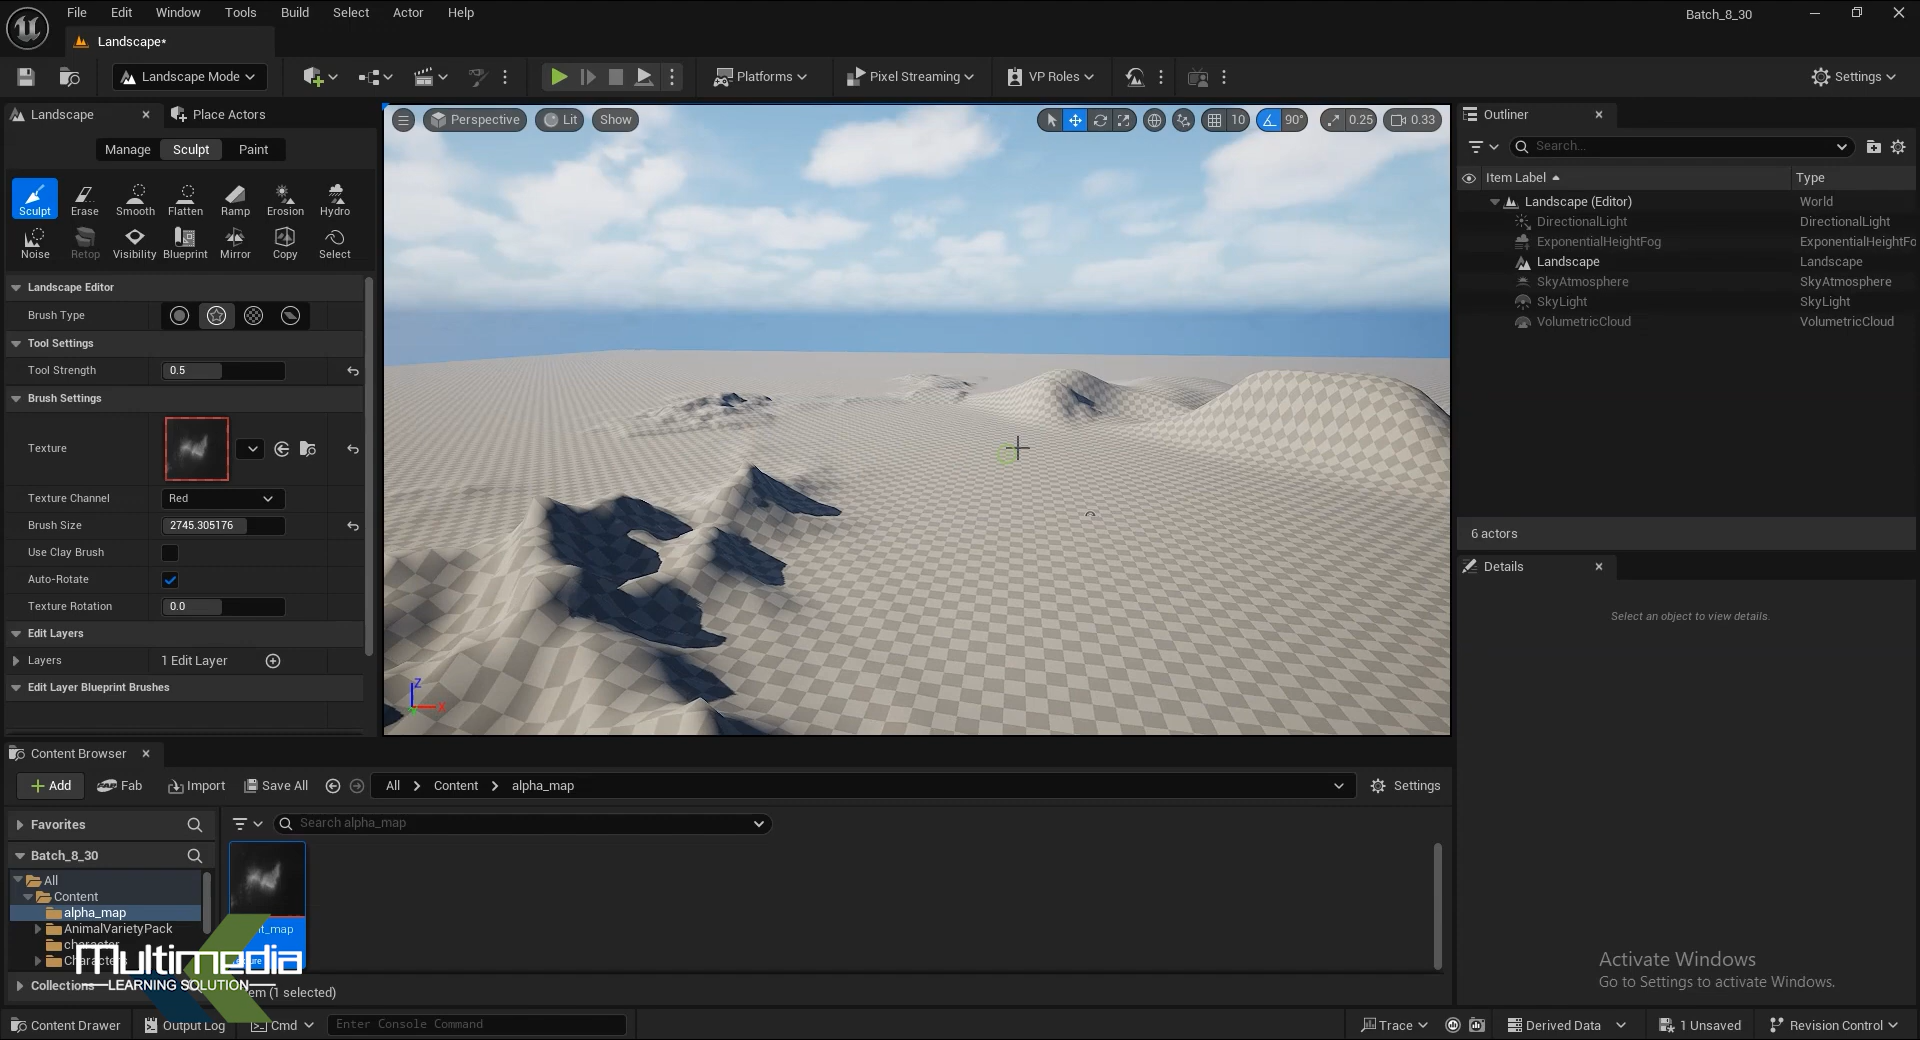 File Edit Window Tools Build Select Actor Help
Batch_8_30
Landscape*
Landscape Mode
Platforms
Pixel Streaming
VP Roles
Settings
Landscape
Place Actors
Perspective
Lit
Show
10
90°
0.25
0.33
Outliner
Manage
Sculpt
Paint
Search...
Item Label
Type
Sculpt Erase Smooth Flatten Ramp Erosion Hydro
Noise Retop Visibility Blueprint Mirror Copy Select
Landscape (Editor) World
DirectionalLight DirectionalLight
ExponentialHeightFog ExponentialHeightFo
Landscape Landscape
SkyAtmosphere SkyAtmosphere
SkyLight SkyLight
VolumetricCloud VolumetricCloud
Landscape Editor
Brush Type
Tool Settings
Tool Strength 0.5
Brush Settings
Texture
Texture Channel Red
Brush Size 2745.305176
Use Clay Brush
Auto-Rotate
Texture Rotation 0.0
Edit Layers
Layers 1 Edit Layer
Edit Layer Blueprint Brushes
Z
X
6 actors
Details
Select an object to view details.
Content Browser
Add
Fab
Import
Save All
All
Content
alpha_map
Settings
Favorites
Search alpha_map
Batch_8_30
All
Content
alpha_map
AnimalVarietyPack
Collections
(1 selected)
Multimedia
LEARNING SOLUTION
Activate Windows
Go to Settings to activate Windows.
Content Drawer
Output Log
Cmd
Enter Console Command
Trace
Derived Data
1 Unsaved
Revision Control